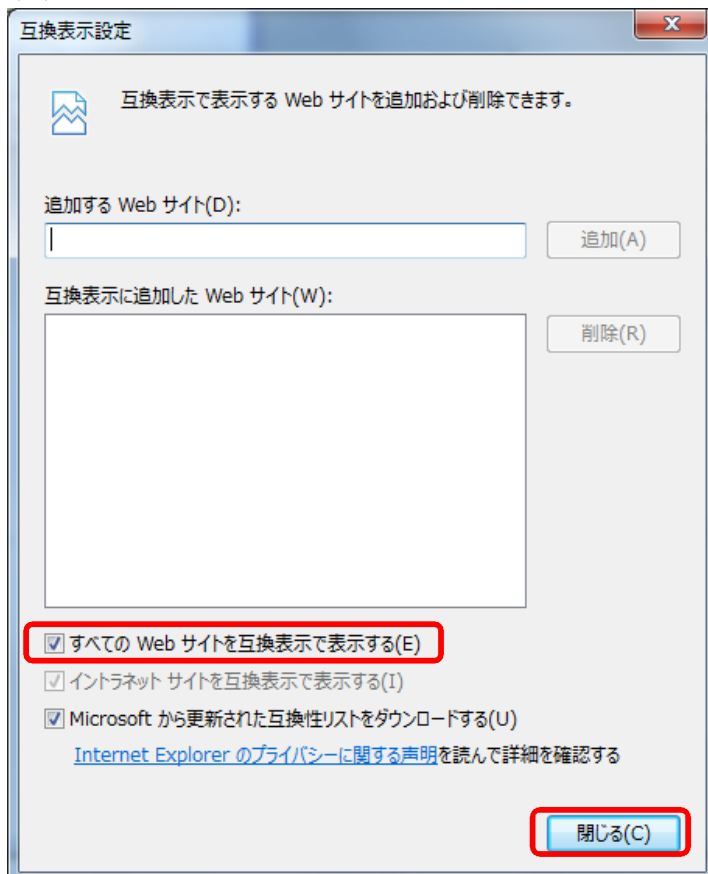 互換表示設定
互換表示で表示する Web サイトを追加および削除できます。
追加する Web サイト(D):
追加(A)
互換表示に追加した Web サイト(W):
削除(R)
すべての Web サイトを互換表示で表示する(E)
イントラネット サイトを互換表示で表示する(I)
Microsoft から更新された互換性リストをダウンロードする(U)
Internet Explorer のプライバシーに関する声明を読んで詳細を確認する
閉じる(C)